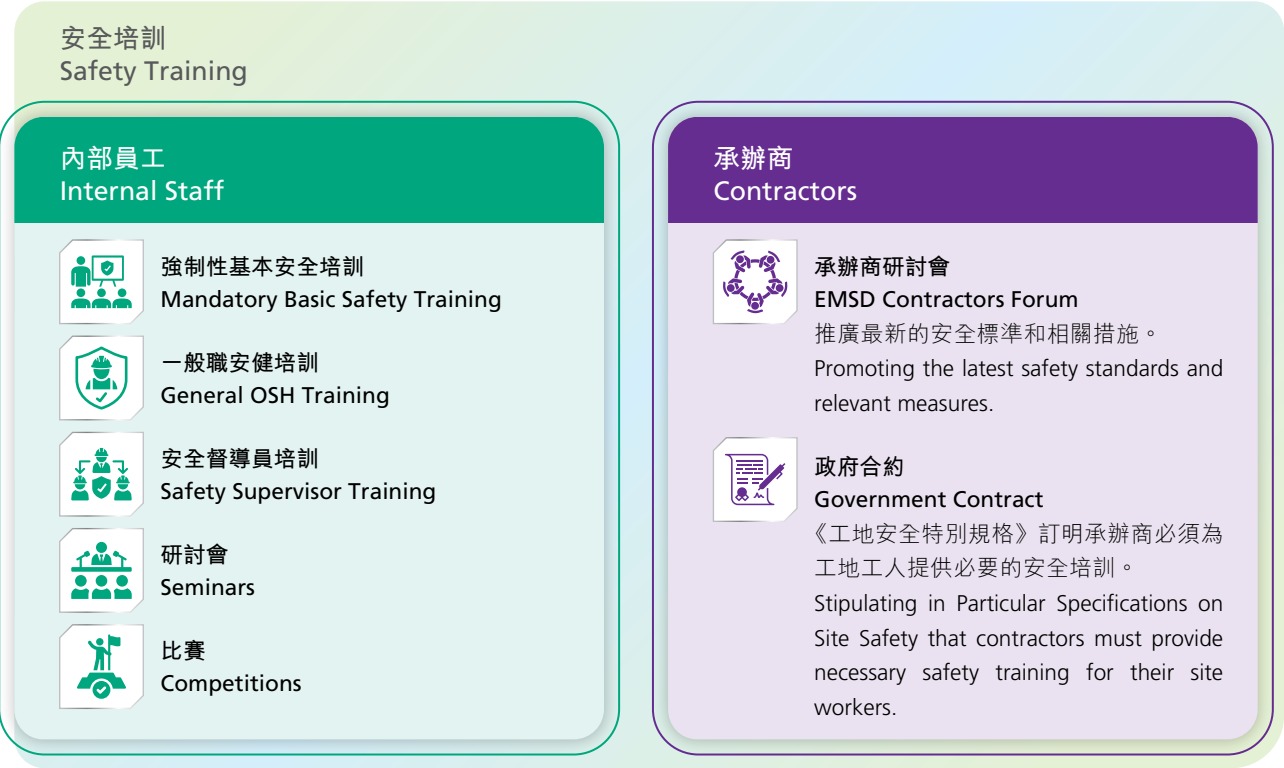 安全培訓
Safety Training
內部員工
Internal Staff
強制性基本安全培訓
Mandatory Basic Safety Training
一般職安健培訓
General OSH Training
安全督導員培訓
Safety Supervisor Training
研討會
Seminars
比賽
Competitions
承辦商
Contractors
承辦商研討會
EMSD Contractors Forum
推廣最新的安全標準和相關措施。
Promoting the latest safety standards and
relevant measures.
政府合約
Government Contract
《工地安全特別規格》訂明承辦商必須為
工地工人提供必要的安全培訓。
Stipulating in Particular Specifications on
Site Safety that contractors must provide
necessary safety training for their site
workers.